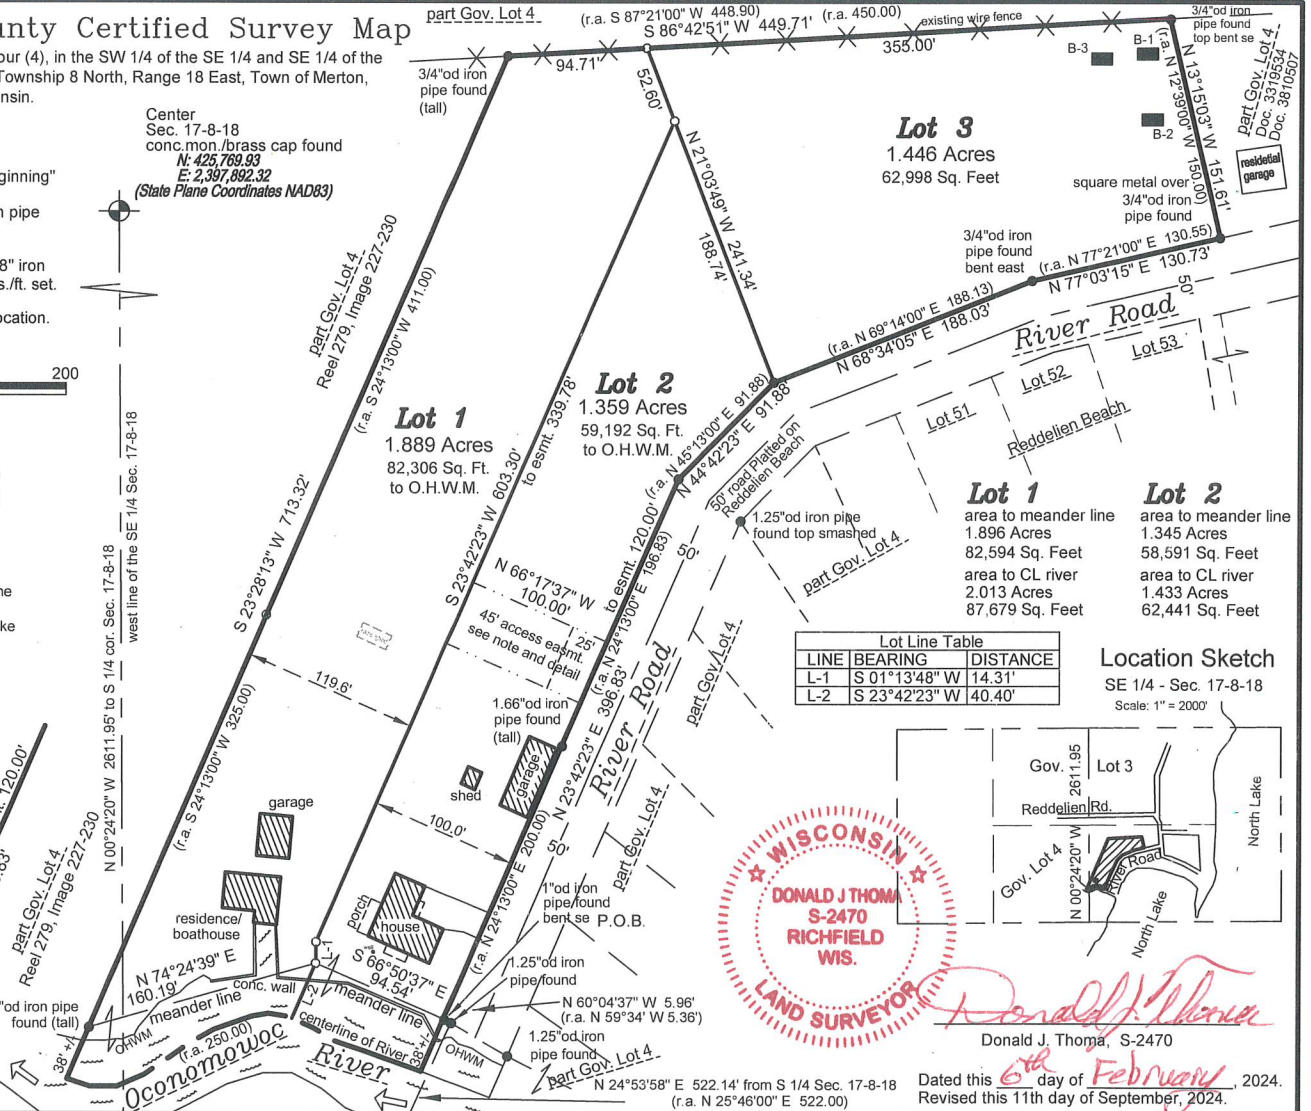 unty Certified Survey Map
our (4), in the SW 1/4 of the SE 1/4 and SE 1/4 of the
Township 8 North, Range 18 East, Town of Merton,
nsin.
part Gov. Lot 4
(r.a. S 87°21'00" W 448.90)
(r.a. 450.00)
S 86°42'51" W 449.71'
existing wire fence
94.71'
355.00'
3/4"od iron
pipe found
top bent se
3/4"od iron
pipe found
(tall)
52.60'
B-3
B-1
B-2
N 13°15'03" W 151.61'
(r.a. N 12°39'00" W 150.00)
part Gov. Lot 4
Doc. 3319534
Doc. 3810507
residetial
garage
Center
Sec. 17-8-18
conc.mon./brass cap found
N: 425,769.93
E: 2,397,892.32
(State Plane Coordinates NAD83)
ginning"
n pipe
8" iron
s./ft. set.
ocation.
200
ne
ke
Lot 3
1.446 Acres
62,998 Sq. Feet
N 21°03'49" W 241.34'
188.74'
square metal over
3/4"od iron
pipe found
3/4"od iron
pipe found
bent east
(r.a. N 77°21'00" E 130.55)
N 77°03'15" E 130.73'
50'
(r.a. N 69°14'00" E 188.13)
N 68°34'05" E 188.03'
River Road
Lot 53
Lot 52
Lot 51
Reddelien Beach
part Gov. Lot 4
Reel 279, Image 227-230
(r.a. S 24°13'00" W 411.00)
S 23°28'13" W 713.32'
Lot 1
1.889 Acres
82,306 Sq. Ft.
to O.H.W.M.
S 23°42'23" W 603.30'
to esmt. 339.78'
Lot 2
1.359 Acres
59,192 Sq. Ft.
to O.H.W.M.
(r.a. N 45°13'00" E 91.88)
N 44°42'23" E 91.88'
50' road Platted on
Reddelien Beach
1.25"od iron pipe
found top smashed
part Gov. Lot 4
50'
to esmt. 120.00'
(r.a. N 24°13'00" E 196.83)
N 23°42'23" E 396.83'
N 66°17'37" W
100.00'
45' access easmt.
see note and detail
25'
River Road
part Gov. Lot 4
Lot 1
area to meander line
1.896 Acres
82,594 Sq. Feet
area to CL river
2.013 Acres
87,679 Sq. Feet
Lot 2
area to meander line
1.345 Acres
58,591 Sq. Feet
area to CL river
1.433 Acres
62,441 Sq. Feet
Lot Line Table
LINE BEARING DISTANCE
L-1 S 01°13'48" W 14.31'
L-2 S 23°42'23" W 40.40'
Location Sketch
SE 1/4 - Sec. 17-8-18
Scale: 1" = 2000'
Gov. Lot 3
2611.95
Reddelien Rd.
Gov. Lot 4
N 00°24'20" W
River Road
North Lake
North Lake
N 00°24'20" W 2611.95' to S 1/4 cor. Sec. 17-8-18
west line of the SE 1/4 Sec. 17-8-18
119.6'
(r.a. S 24°13'00" W 325.00)
120.00'
part Gov. Lot 4
Reel 279, Image 227-230
1.66"od iron
pipe found
(tall)
garage
shed
garage
100.0'
(r.a. N 24°13'00" E 200.00)
50'
part Gov. Lot 4
residence/
boathouse
porch
house
1"od iron
pipe found
bent se
P.O.B.
N 74°24'39" E
160.19'
meander line
conc. wall
L-1
L-2
S 66°50'37" E
94.54'
meander line
1.25"od iron
pipe found
N 60°04'37" W 5.96'
(r.a. N 59°34' W 5.36')
"od iron pipe
found (tall)
38' +/-
OHWM
(r.a. 250.00)
Oconomowoc
River
centerline of River
38' +/-
OHWM
1.25"od iron
pipe found
part Gov. Lot 4
N 24°53'58" E 522.14' from S 1/4 Sec. 17-8-18
(r.a. N 25°46'00" E 522.00)
WISCONSIN
DONALD J THOMA
S-2470
RICHFIELD
WIS.
LAND SURVEYOR
Donald J. Thoma
Donald J. Thoma, S-2470
Dated this 6th day of February, 2024.
Revised this 11th day of September, 2024.